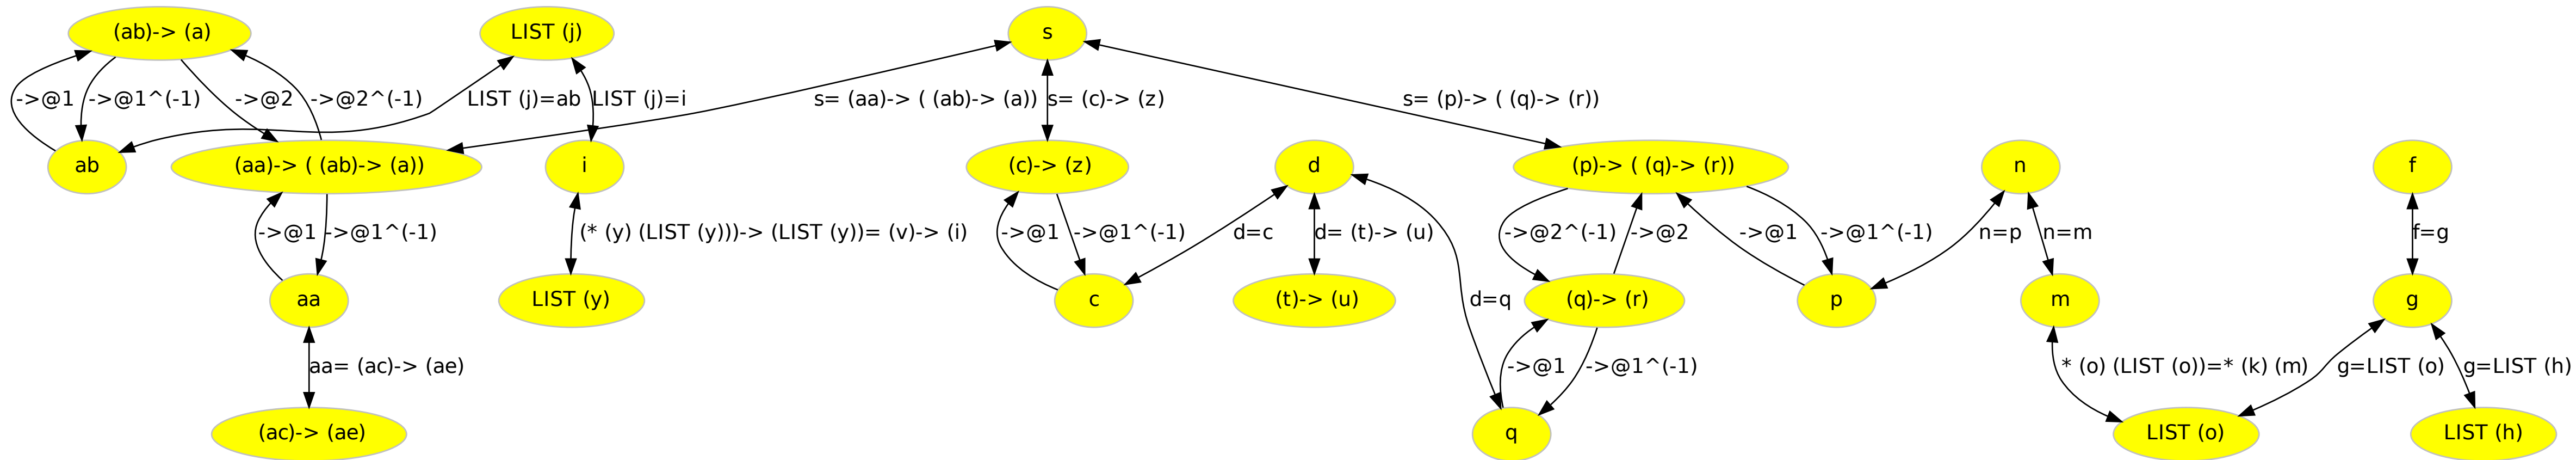 (ab)-> (a)
LIST (j)
s
->@1
->@1^(-1)
->@2
->@2^(-1)
LIST (j)=ab
LIST (j)=i
s= (aa)-> ( (ab)-> (a))
s= (c)-> (z)
s= (p)-> ( (q)-> (r))
ab
(aa)-> ( (ab)-> (a))
i
(c)-> (z)
d
(p)-> ( (q)-> (r))
n
f
->@1
->@1^(-1)
(* (y) (LIST (y)))-> (LIST (y))= (v)-> (i)
->@1
->@1^(-1)
d=c
d= (t)-> (u)
->@2^(-1)
->@2
->@1
->@1^(-1)
n=p
n=m
f=g
aa
LIST (y)
c
(t)-> (u)
d=q
(q)-> (r)
p
m
g
aa= (ac)-> (ae)
->@1
->@1^(-1)
* (o) (LIST (o))=* (k) (m)
g=LIST (o)
g=LIST (h)
(ac)-> (ae)
q
LIST (o)
LIST (h)